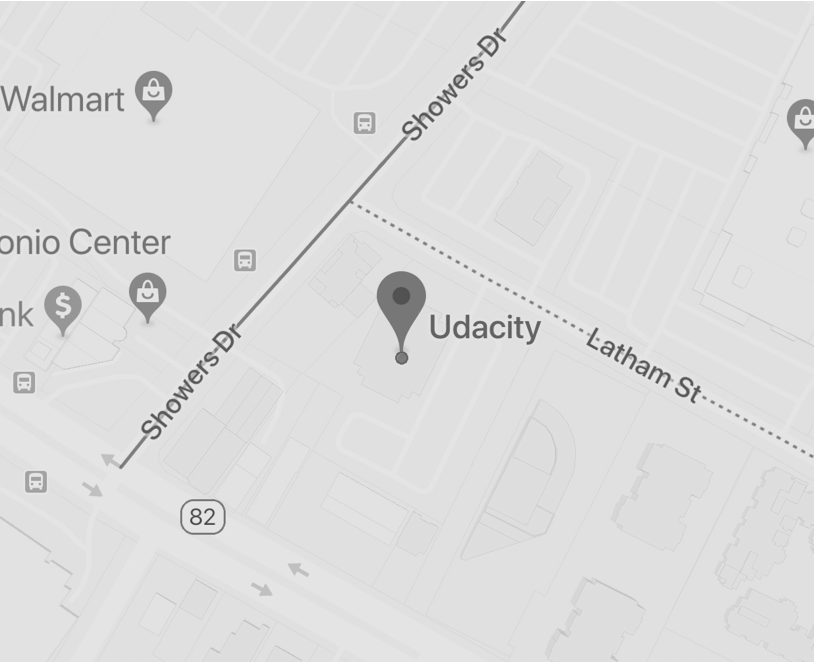 Showers Dr
Walmart
onio Center
nk
Udacity
Latham St
Showers Dr
82